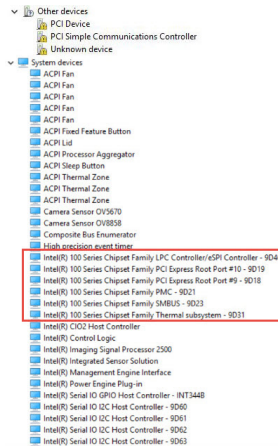 Other devices
PCI Device
PCI Simple Communications Controller
Unknown device
System devices
ACPI Fan
ACPI Fan
ACPI Fan
ACPI Fan
ACPI Fan
ACPI Fixed Feature Button
ACPI Lid
ACPI Processor Aggregator
ACPI Sleep Button
ACPI Thermal Zone
ACPI Thermal Zone
ACPI Thermal Zone
Camera Sensor OV5670
Camera Sensor OV8858
Composite Bus Enumerator
High precision event timer
Intel(R) 100 Series Chipset Family LPC Controller/eSPI Controller - 9D4
Intel(R) 100 Series Chipset Family PCI Express Root Port #10 - 9D19
Intel(R) 100 Series Chipset Family PCI Express Root Port #9 - 9D18
Intel(R) 100 Series Chipset Family PMC - 9D21
Intel(R) 100 Series Chipset Family SMBUS - 9D23
Intel(R) 100 Series Chipset Family Thermal subsystem - 9D31
Intel(R) CIO2 Host Controller
Intel(R) Control Logic
Intel(R) Imaging Signal Processor 2500
Intel(R) Integrated Sensor Solution
Intel(R) Management Engine Interface
Intel(R) Power Engine Plug-in
Intel(R) Serial IO GPIO Host Controller - INT344B
Intel(R) Serial IO I2C Host Controller - 9D60
Intel(R) Serial IO I2C Host Controller - 9D61
Intel(R) Serial IO I2C Host Controller - 9D62
Intel(R) Serial IO I2C Host Controller - 9D63